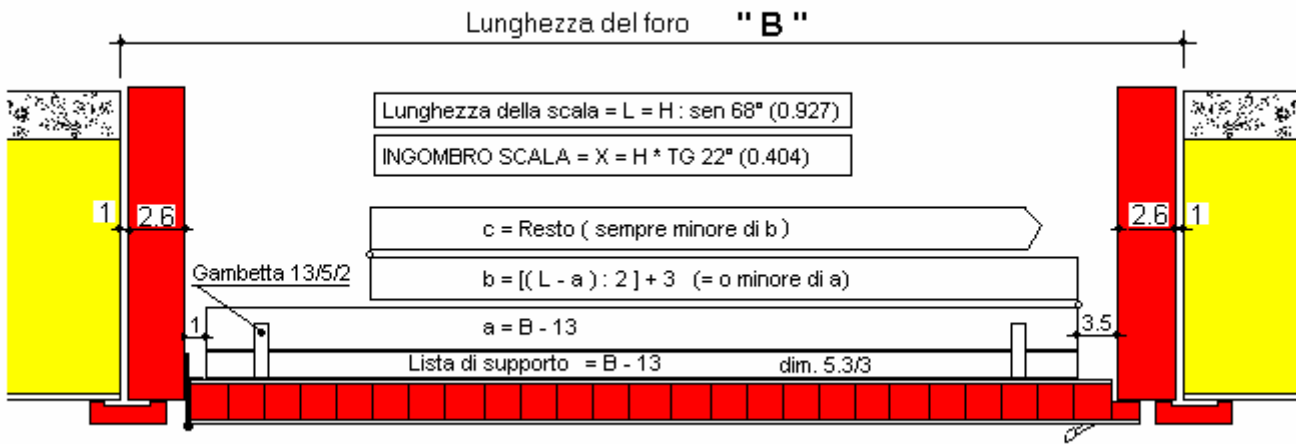 Lunghezza del foro "B"
Lunghezza della scala = L = H : sen 68° (0.927)
INGOMBRO SCALA = X = H * TG 22° (0.404)
1 2.6 2.6 1
c = Resto ( sempre minore di b )
Gambetta 13/5/2
b = [( L - a ) : 2 ] + 3 (= o minore di a)
1 a = B - 13 3.5
Lista di supporto = B - 13 dim. 5.3/3